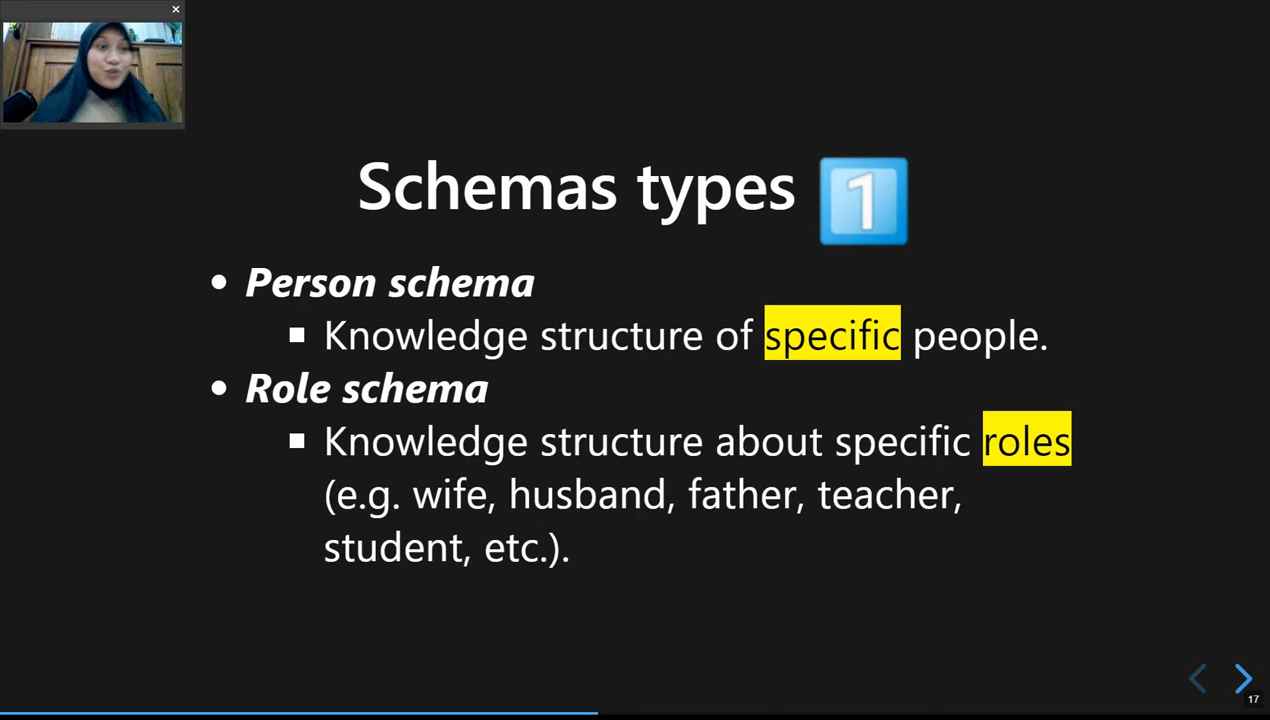 Schemas types 1
Person schema
Knowledge structure of specific people.
Role schema
Knowledge structure about specific roles
(e.g. wife, husband, father, teacher,
student, etc.).
17